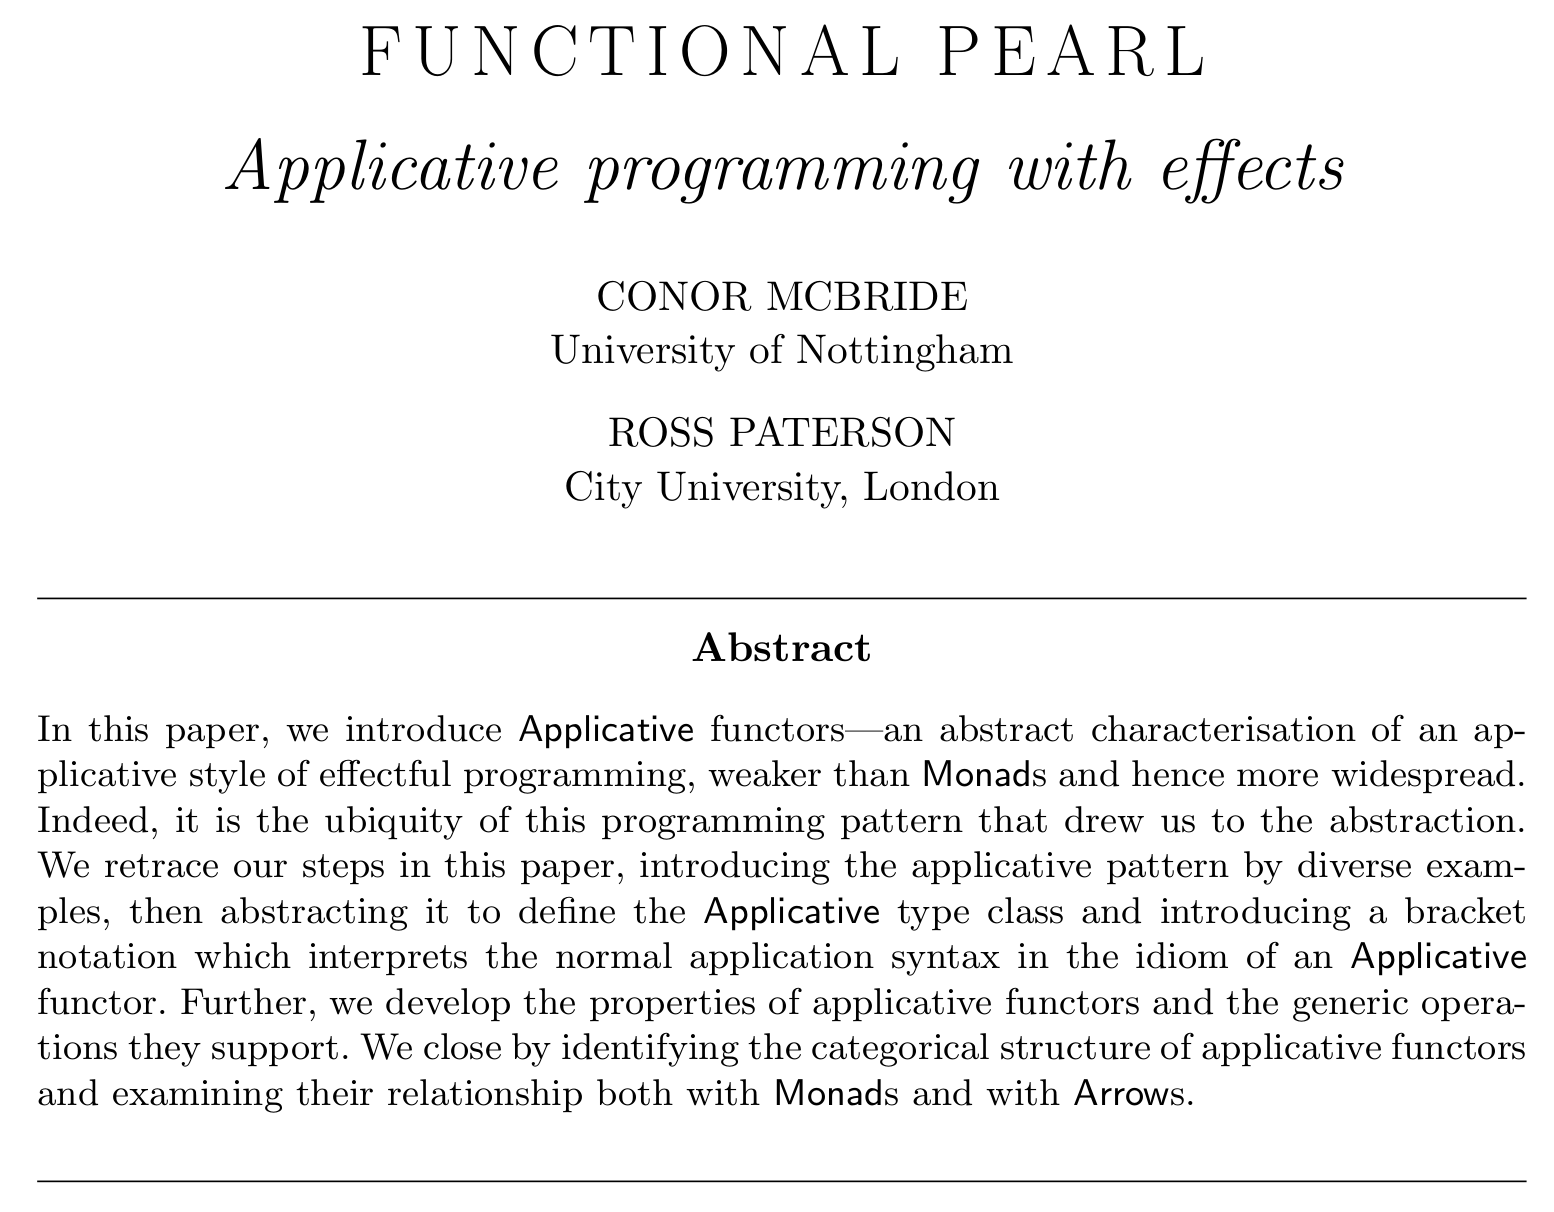 FUNCTIONAL PEARL
Applicative programming with effects
CONOR MCBRIDE
University of Nottingham
ROSS PATERSON
City University, London
Abstract
In this paper, we introduce Applicative functors—an abstract characterisation of an ap-
plicative style of effectful programming, weaker than Monads and hence more widespread.
Indeed, it is the ubiquity of this programming pattern that drew us to the abstraction.
We retrace our steps in this paper, introducing the applicative pattern by diverse exam-
ples, then abstracting it to define the Applicative type class and introducing a bracket
notation which interprets the normal application syntax in the idiom of an Applicative
functor. Further, we develop the properties of applicative functors and the generic opera-
tions they support. We close by identifying the categorical structure of applicative functors
and examining their relationship both with Monads and with Arrows.